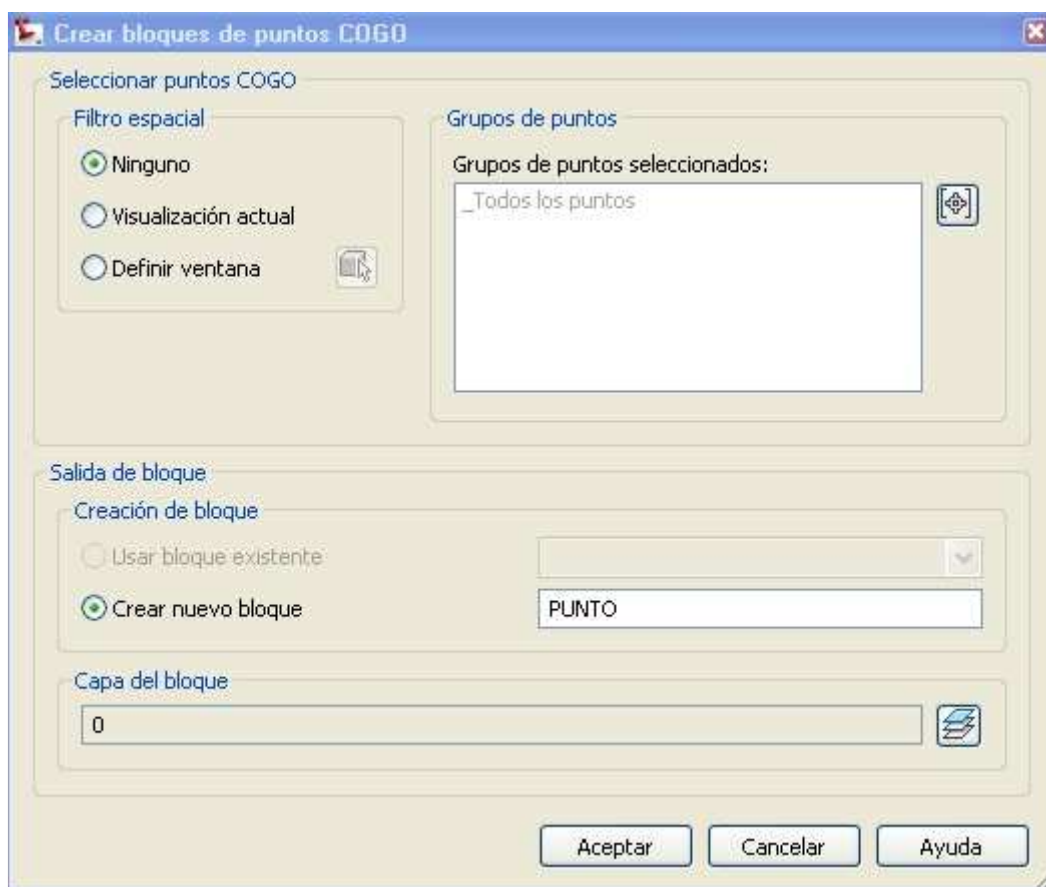 Crear bloques de puntos COGO
Seleccionar puntos COGO
Filtro espacial
Ninguno
Visualización actual
Definir ventana
Grupos de puntos
Grupos de puntos seleccionados:
_Todos los puntos
Salida de bloque
Creación de bloque
Usar bloque existente
Crear nuevo bloque
PUNTO
Capa del bloque
0
Aceptar
Cancelar
Ayuda